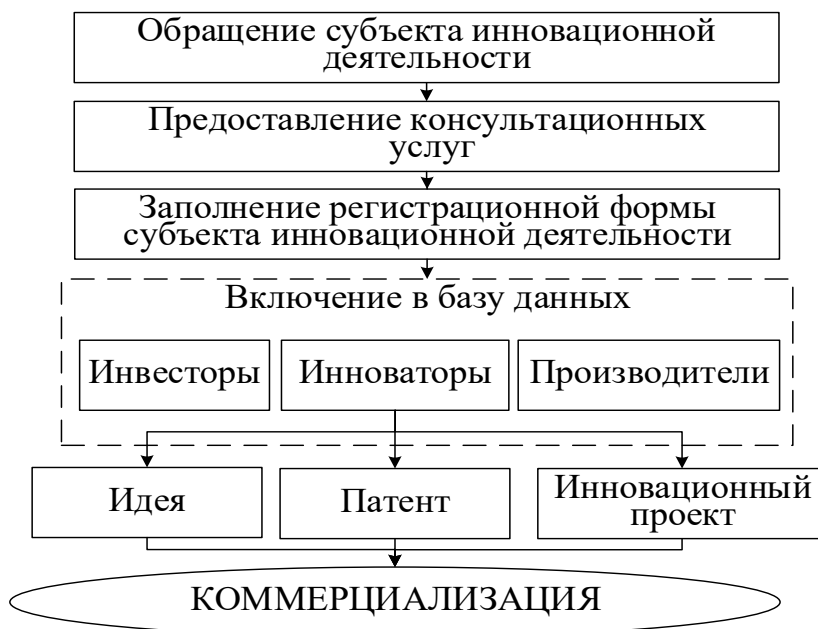 Обращение субъекта инновационной
деятельности
Предоставление консультационных
услуг
Заполнение регистрационной формы
субъекта инновационной деятельности
Включение в базу данных
Инвесторы
Инноваторы
Производители
Идея
Патент
Инновационный
проект
КОММЕРЦИАЛИЗАЦИЯ